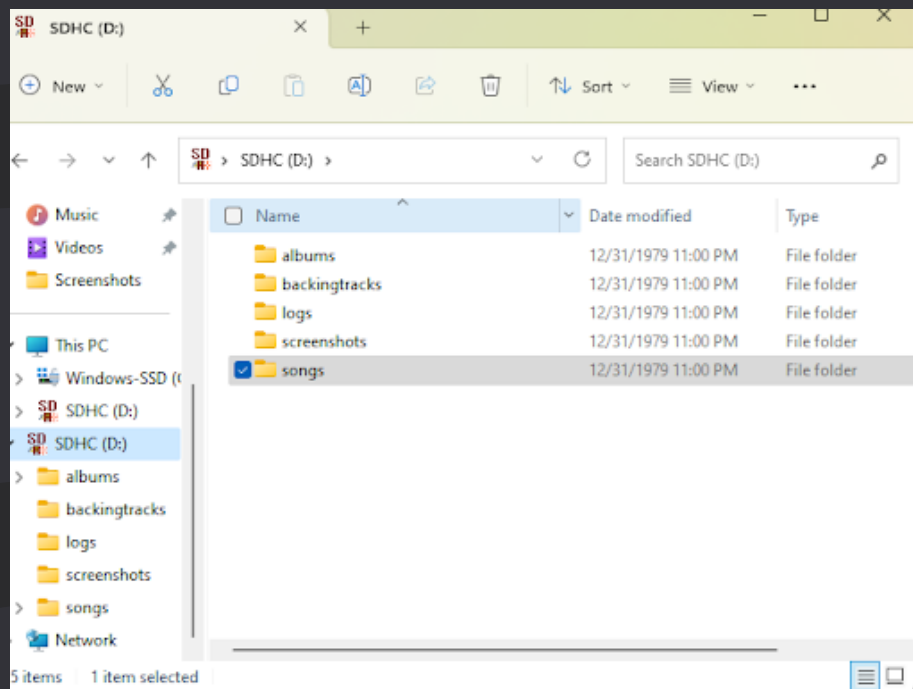 SDHC (D:)
New
Sort
View
SDHC (D:)
Search SDHC (D:)
Music
Videos
Screenshots
This PC
Windows-SSD (
SDHC (D:)
SDHC (D:)
albums
backingtracks
logs
screenshots
songs
Network
Name Date modified Type
albums 12/31/1979 11:00 PM File folder
backingtracks 12/31/1979 11:00 PM File folder
logs 12/31/1979 11:00 PM File folder
screenshots 12/31/1979 11:00 PM File folder
songs 12/31/1979 11:00 PM File folder
5 items 1 item selected